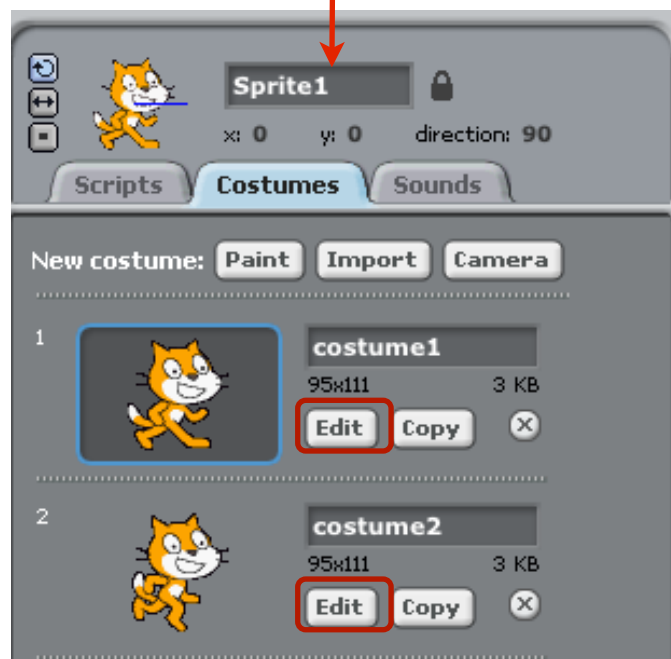 Sprite1
x: 0 y: 0 direction: 90
Scripts Costumes Sounds
New costume: Paint Import Camera
1
costume1
95x111 3 KB
Edit Copy
2
costume2
95x111 3 KB
Edit Copy